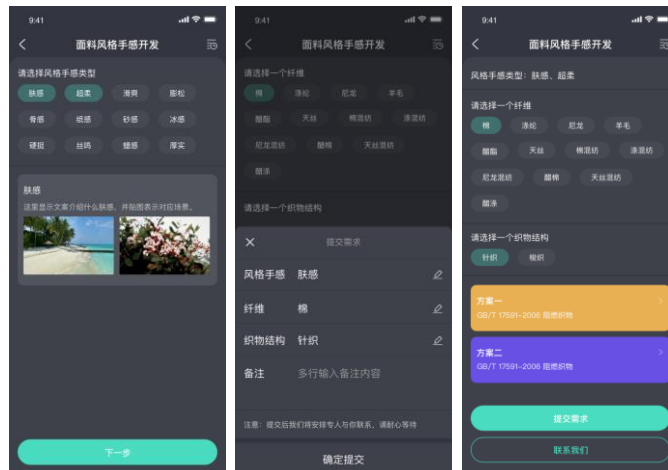 9:41
面料风格手感开发
请选择风格手感类型
肤感 超柔 滑爽 膨松
骨感 纸感 砂感 冰感
硬挺 丝鸣 蜡感 厚实
肤感
这里显示文案介绍什么肤感，并贴图表示对应场景。
下一步
9:41
面料风格手感开发
请选择一个纤维
棉 涤纶 尼龙 羊毛
醋酯 天丝 棉混纺 涤混纺
尼龙混纺 醋棉 天丝混纺
醋涤
请选择一个织物结构
提交需求
风格手感 肤感
纤维 棉
织物结构 针织
备注 多行输入备注内容
注意：提交后我们将安排专人与你联系，请耐心等待
确定提交
9:41
面料风格手感开发
风格手感类型：肤感、超柔
请选择一个纤维
棉 涤纶 尼龙 羊毛
醋酯 天丝 棉混纺 涤混纺
尼龙混纺 醋棉 天丝混纺
醋涤
请选择一个织物结构
针织 梭织
方案一
GB/T 17591-2006 阻燃织物
方案二
GB/T 17591-2006 阻燃织物
提交需求
联系我们